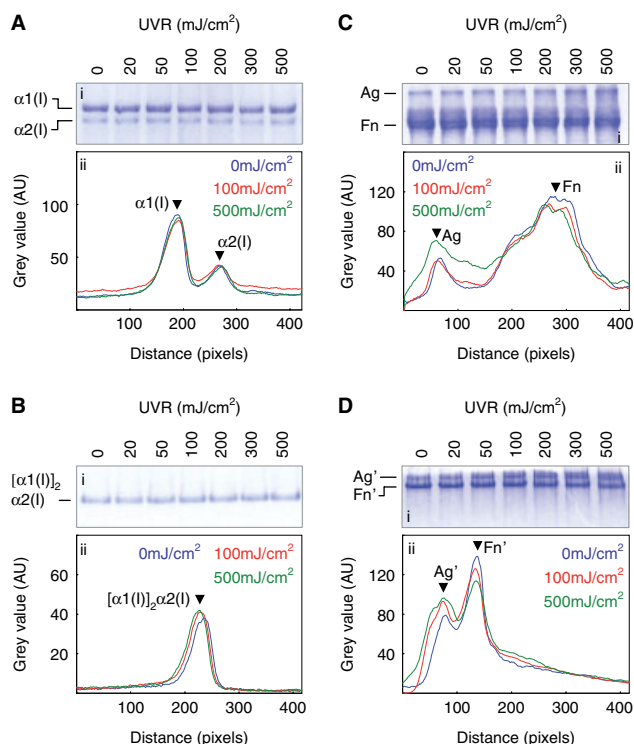 A
UVR (mJ/cm²)
0 20 50 100 200 300 500
i
α1(I)
α2(I)
ii
0mJ/cm²
100mJ/cm²
500mJ/cm²
α1(I)
α2(I)
Grey value (AU)
100
50
100 200 300 400
Distance (pixels)
B
UVR (mJ/cm²)
0 20 50 100 200 300 500
i
[α1(I)]₂
α2(I)
ii
0mJ/cm²
100mJ/cm²
500mJ/cm²
[α1(I)]₂α2(I)
Grey value (AU)
60
40
20
100 200 300 400
Distance (pixels)
C
UVR (mJ/cm²)
0 20 50 100 200 300 500
Ag
Fn
i
ii
0mJ/cm²
100mJ/cm²
500mJ/cm²
Fn
Ag
Grey value (AU)
120
80
40
100 200 300 400
Distance (pixels)
D
UVR (mJ/cm²)
0 20 50 100 200 300 500
Ag'
Fn'
i
ii
Fn'
Ag'
0mJ/cm²
100mJ/cm²
500mJ/cm²
Grey value (AU)
120
80
40
0 100 200 300 400
Distance (pixels)